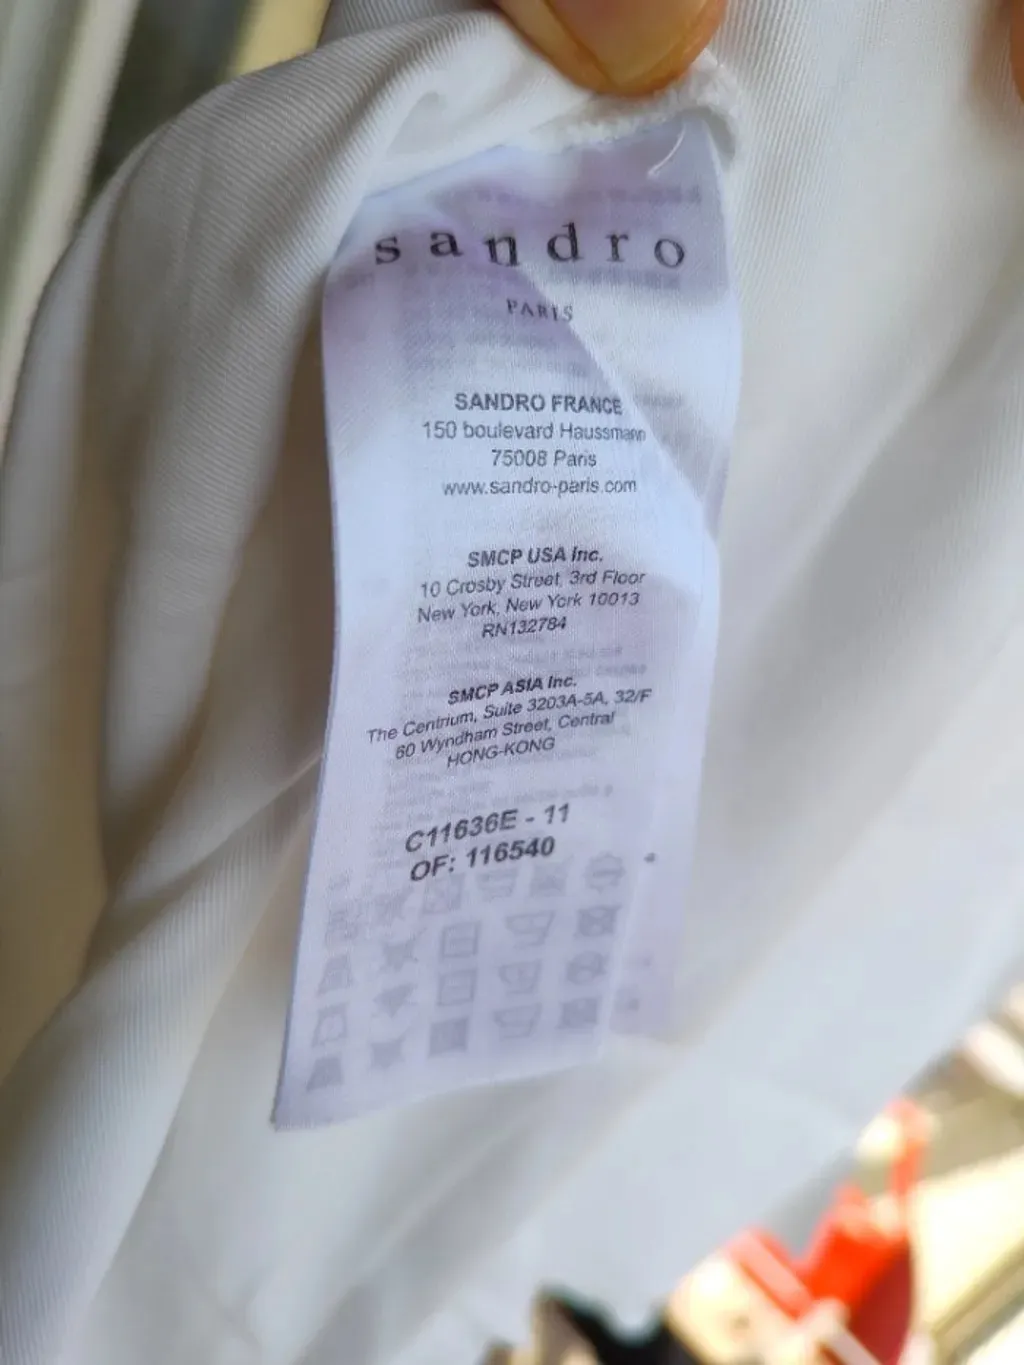 sandro
PARIS
SANDRO FRANCE
150 boulevard Haussmann
75008 Paris
www.sandro-paris.com
SMCP USA Inc.
10 Crosby Street, 3rd Floor
New York, New York 10013
RN132784
SMCP ASIA Inc.
The Centrium, Suite 3203A-5A, 32/F
60 Wyndham Street, Central
HONG-KONG
C11636E - 11
OF: 116540